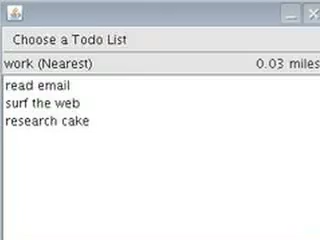 Choose a Todo List
work (Nearest) 0.03 miles
read email
surf the web
research cake